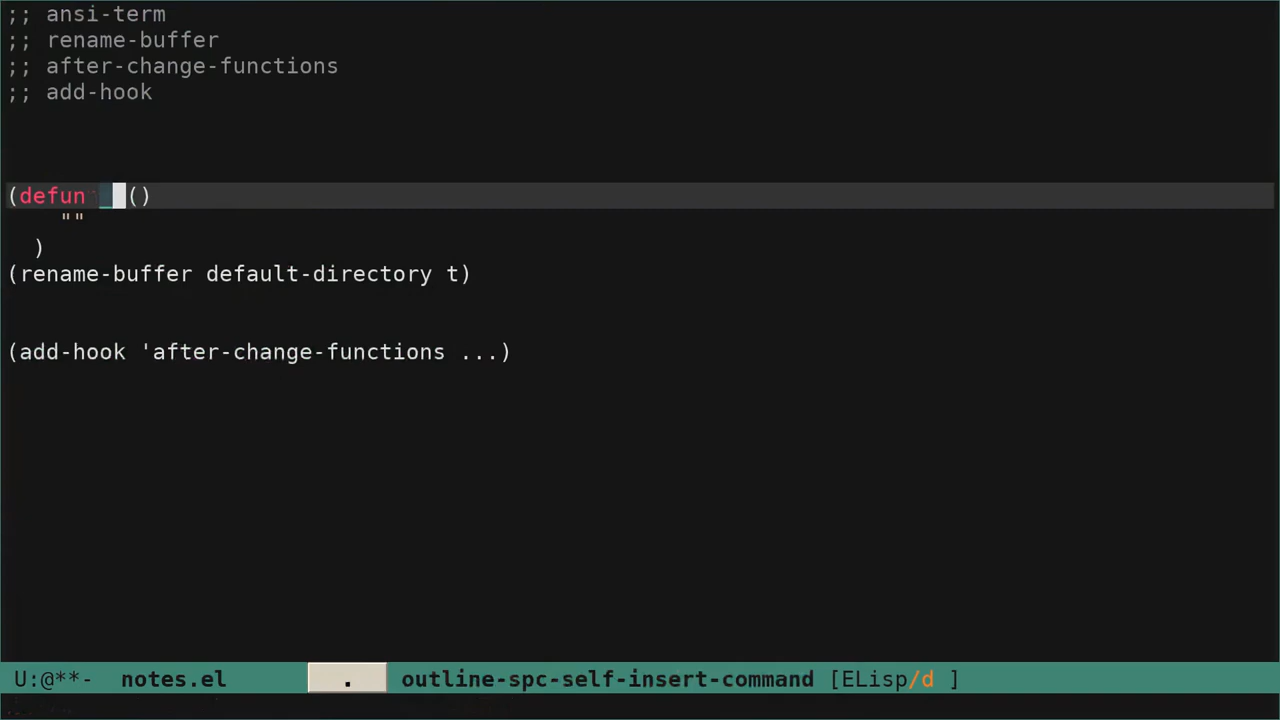 ;; ansi-term
;; rename-buffer
;; after-change-functions
;; add-hook
(defun ()
""
)
(rename-buffer default-directory t)
(add-hook 'after-change-functions ...)
U:@**- notes.el . outline-spc-self-insert-command [ELisp/d ]